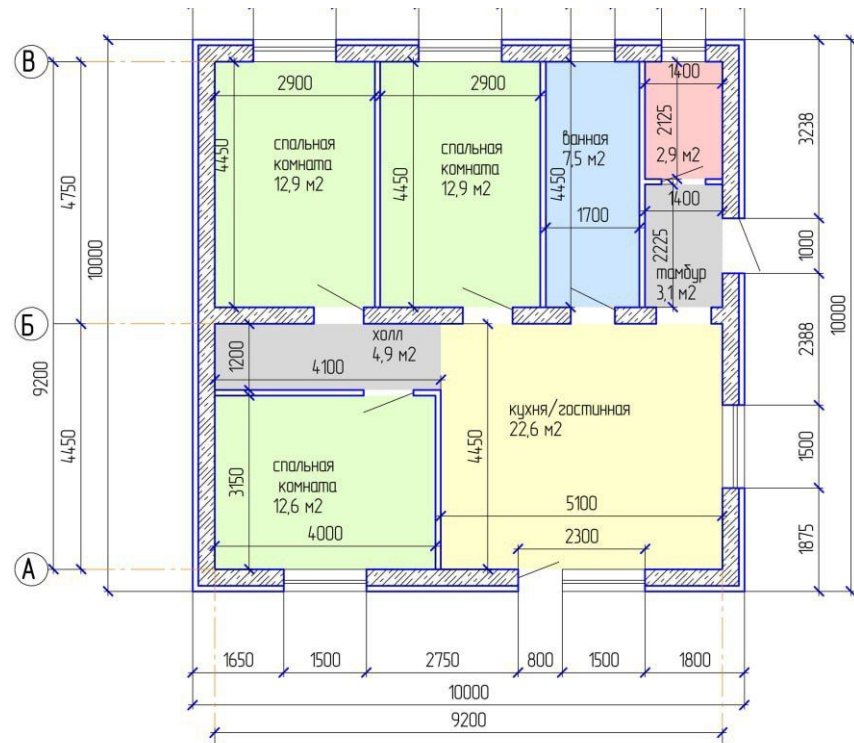 В
1400
2900
2900
2125
3238
4450
спальная
комната
12,9 м2
4450
спальная
комната
12,9 м2
ванная
7,5 м2
4450
2,9 м2
4750
1400
1700
2225
тамбур
3,1 м2
1000
10000
10000
Б
холл
4,9 м2
1200
4100
2388
9200
кухня/гостинная
22,6 м2
4450
4450
3150
спальная
комната
12,6 м2
1500
5100
4000
2300
1875
А
1650
1500
2750
800
1500
1800
10000
9200